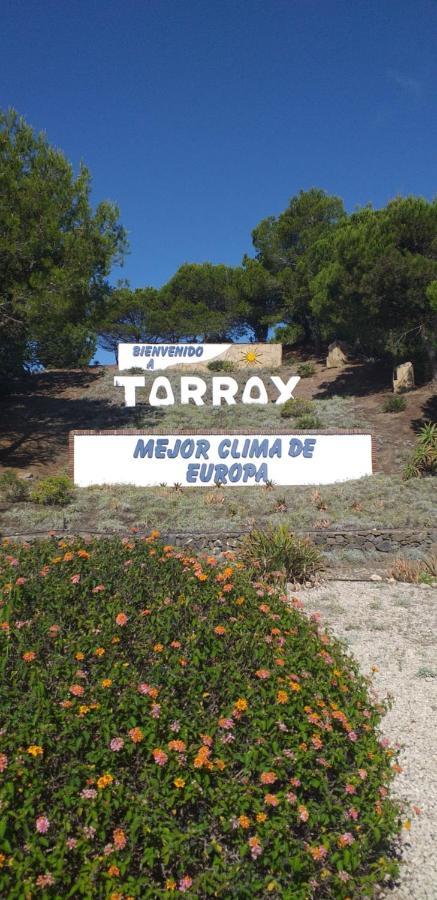 BIENVENIDO
A
TORROX
MEJOR CLIMA DE
EUROPA